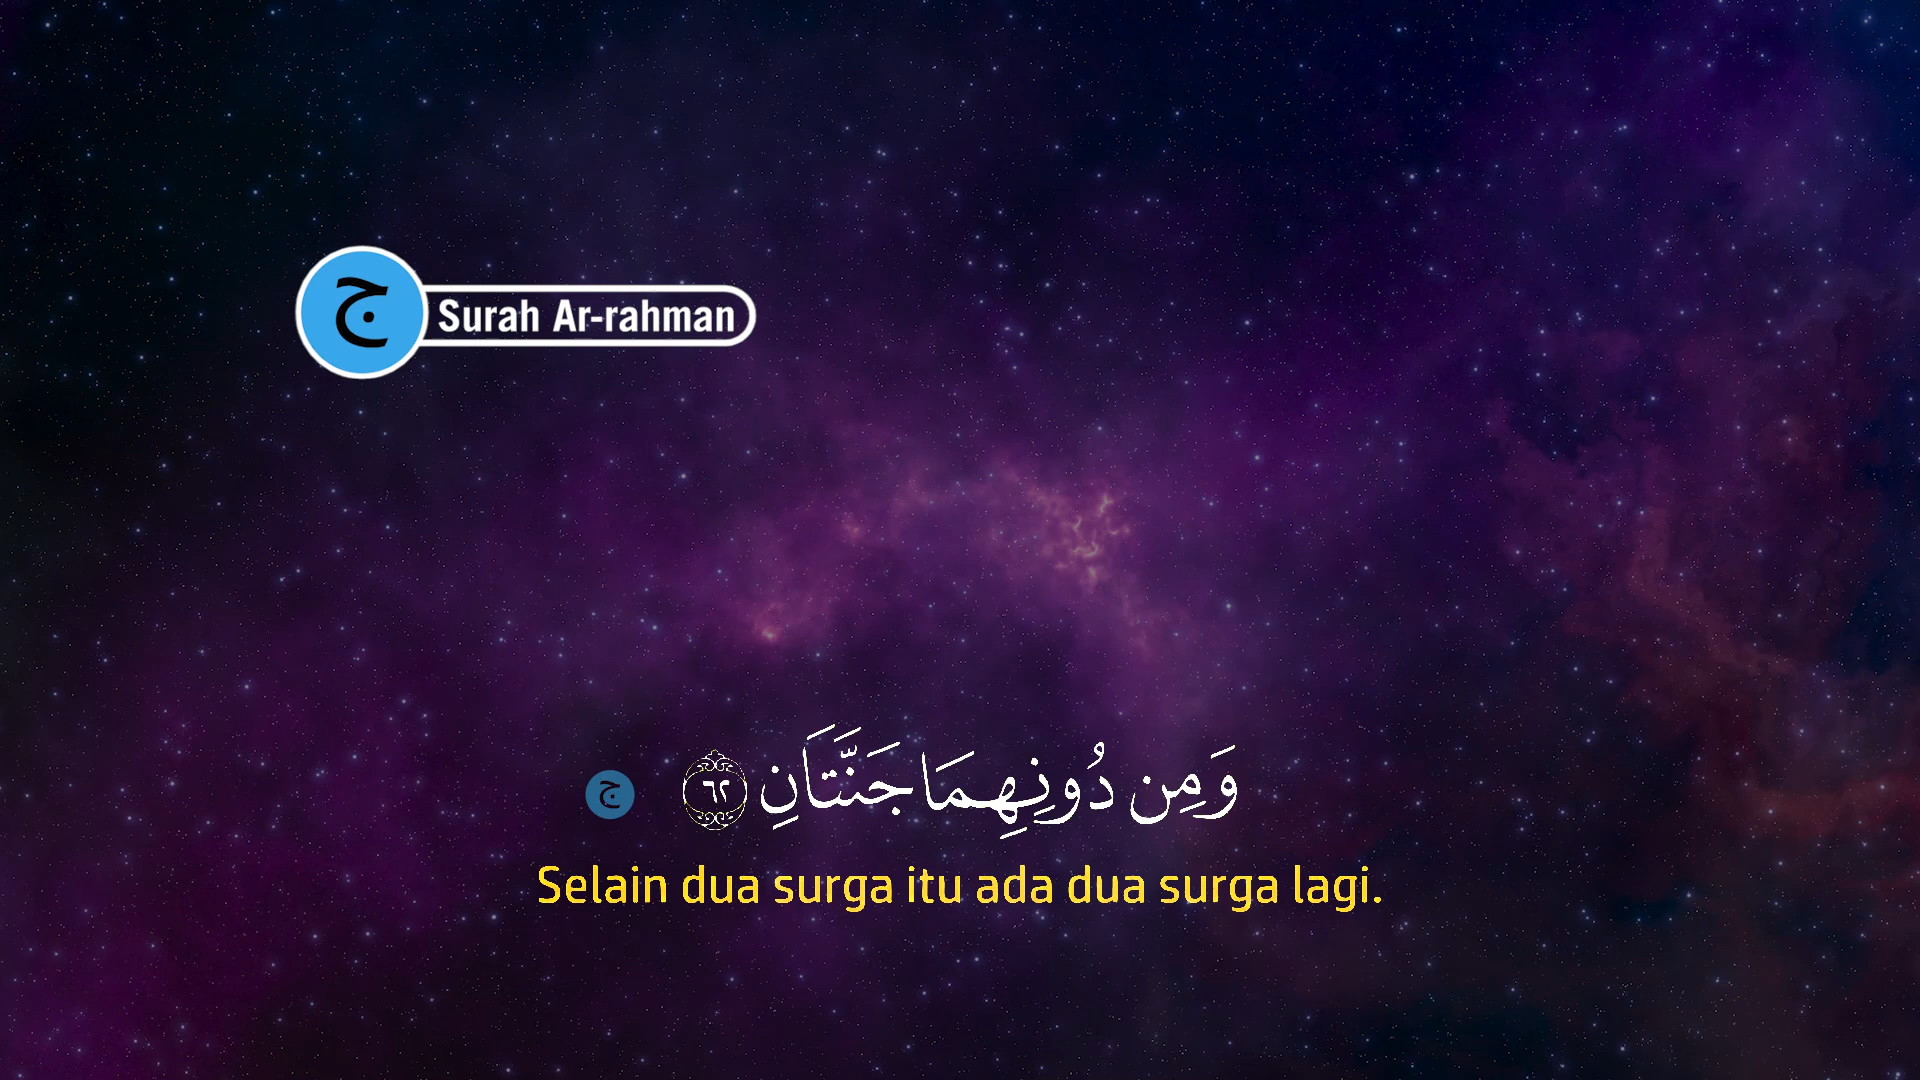 ج Surah Ar-rahman
وَمِن دُونِهِمَا جَنَّتَانِ ٦٢ ج
Selain dua surga itu ada dua surga lagi.